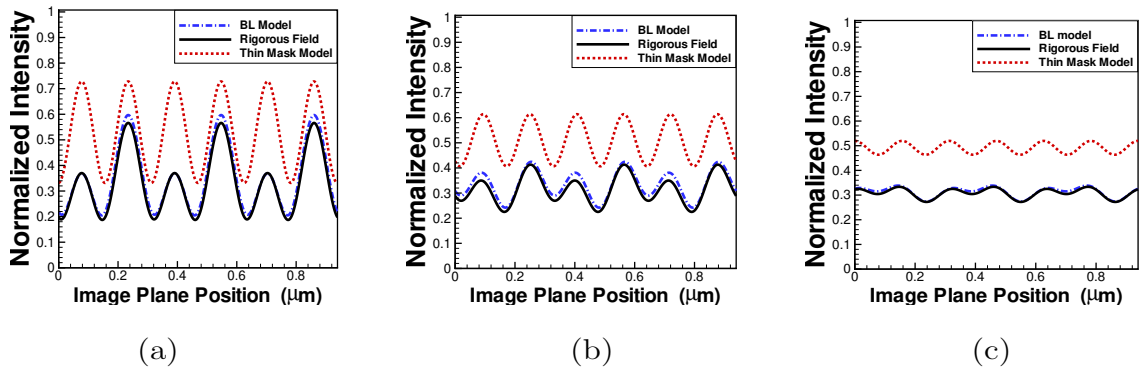 Normalized Intensity
1
0.9
0.8
0.7
0.6
0.5
0.4
0.3
0.2
0.1
0
BL Model
Rigorous Field
Thin Mask Model
0 0.2 0.4 0.6 0.8
Image Plane Position (μm)
(a)
Normalized Intensity
1
0.9
0.8
0.7
0.6
0.5
0.4
0.3
0.2
0.1
0
BL Model
Rigorous Field
Thin Mask Model
0 0.2 0.4 0.6 0.8
Image Plane Position (μm)
(b)
Normalized Intensity
1
0.9
0.8
0.7
0.6
0.5
0.4
0.3
0.2
0.1
0
BL model
Rigorous Field
Thin Mask Model
0 0.2 0.4 0.6 0.8
Image Plane Position (μm)
(c)